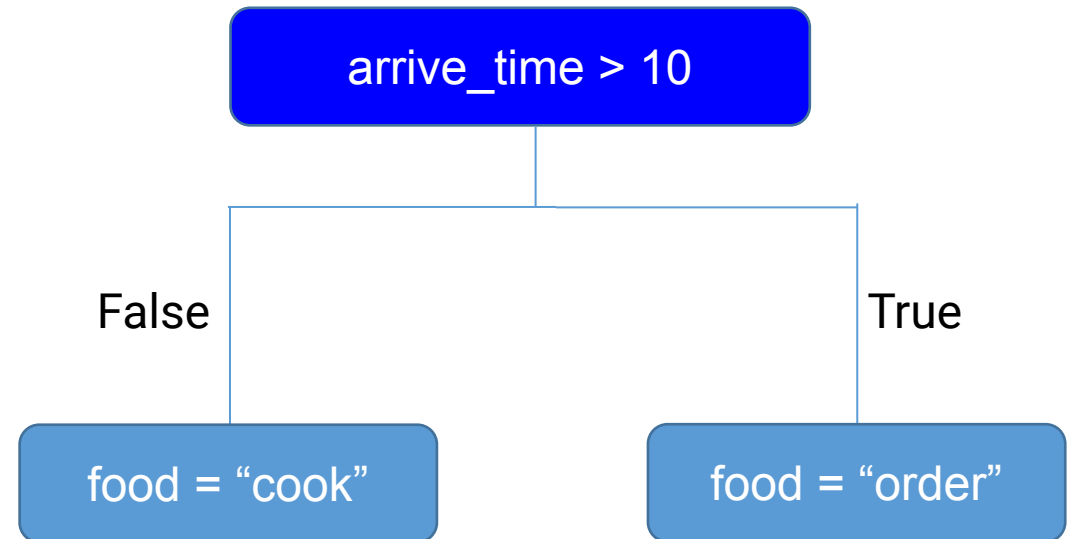 arrive_time > 10
False
True
food = “cook”
food = “order”